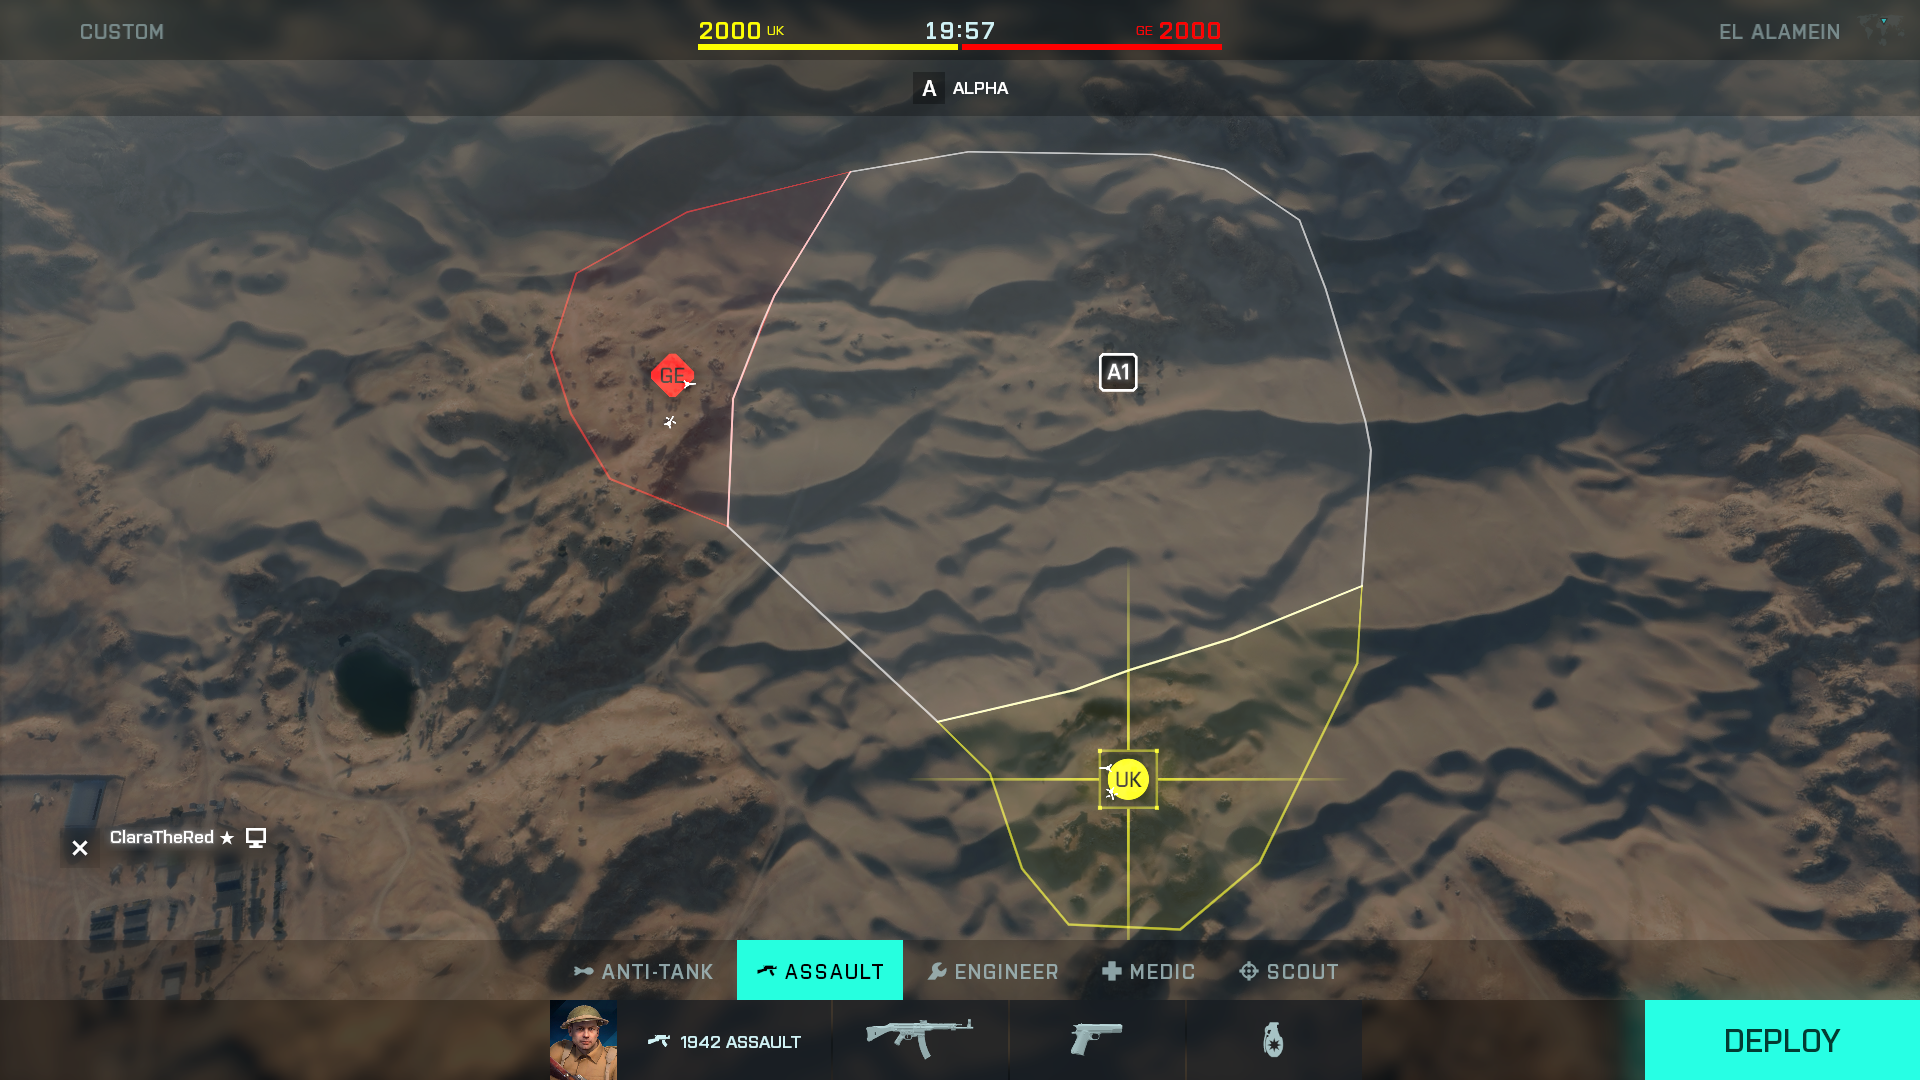 CUSTOM
2000 UK
19:57
GE 2000
EL ALAMEIN
A ALPHA
GE
A1
UK
ClaraTheRed
ANTI-TANK
ASSAULT
ENGINEER
MEDIC
SCOUT
1942 ASSAULT
DEPLOY